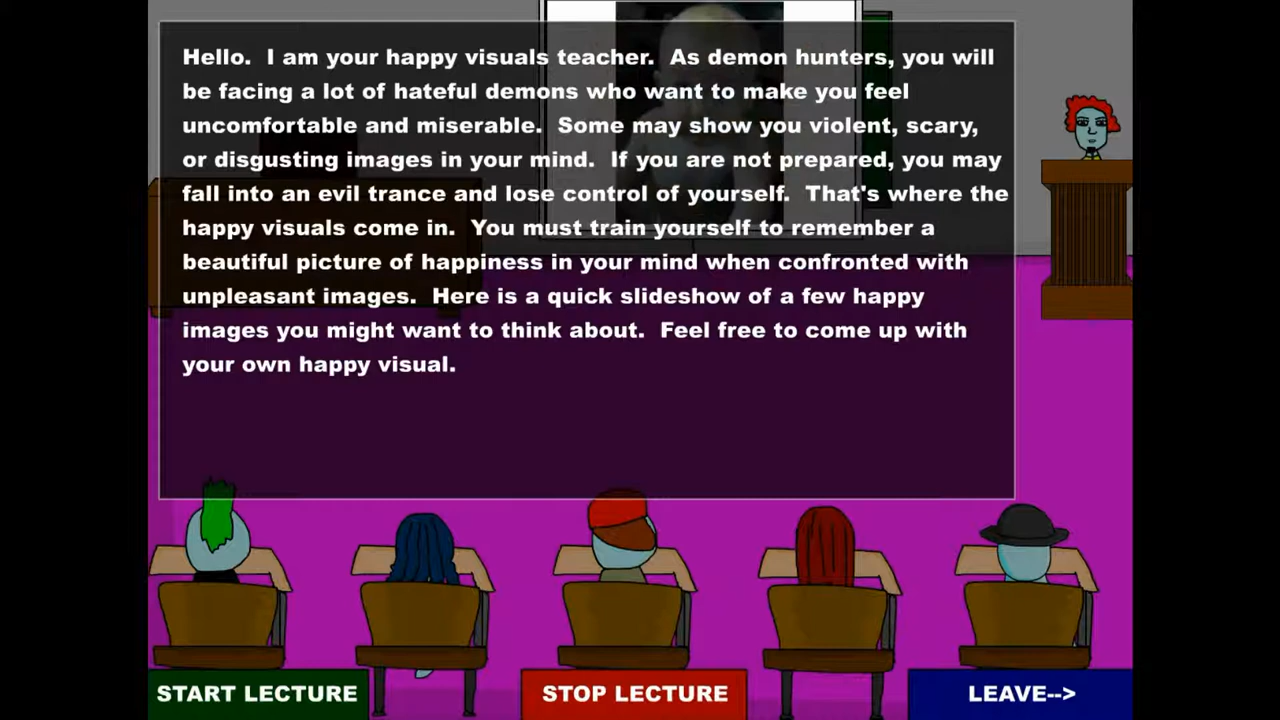 Hello.  I am your happy visuals teacher.  As demon hunters, you will
be facing a lot of hateful demons who want to make you feel
uncomfortable and miserable.  Some may show you violent, scary,
or disgusting images in your mind.  If you are not prepared, you may
fall into an evil trance and lose control of yourself.  That's where the
happy visuals come in.  You must train yourself to remember a
beautiful picture of happiness in your mind when confronted with
unpleasant images.  Here is a quick slideshow of a few happy
images you might want to think about.  Feel free to come up with
your own happy visual.
START LECTURE
STOP LECTURE
LEAVE-->